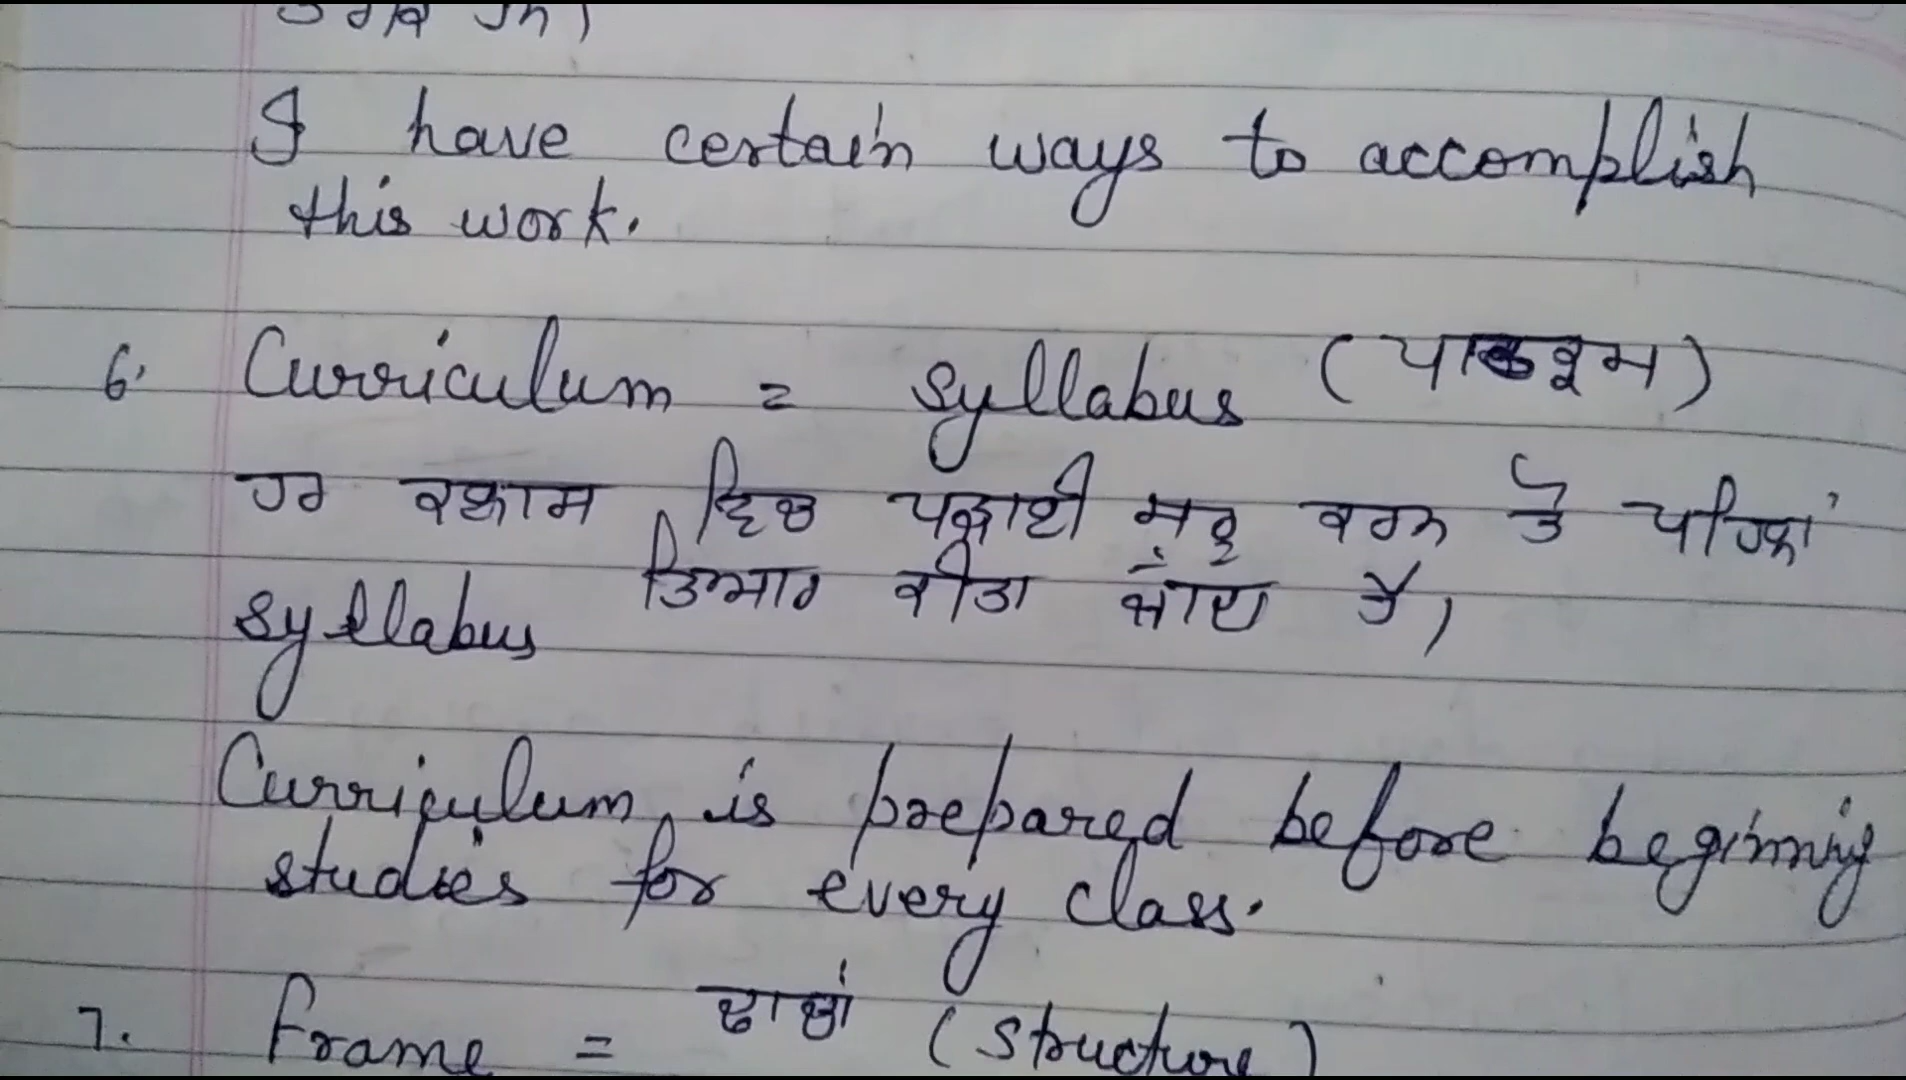 I have certain ways to accomplish
this work.
6. Curriculum = syllabus (ਪਾਠਕ੍ਰਮ)
ਹਰ ਕਲਾਸ ਵਿਚ ਪੜ੍ਹਾਈ ਸ਼ਰੂ ਕਰਨ ਤੋਂ ਪਹਿਲਾਂ
syllabus ਤਿਆਰ ਕੀਤਾ ਜਾਂਦਾ ਹੈ।
Curriculum is prepared before beginning
studies for every class.
7. Frame = ਢਾਚਾਂ (structure)